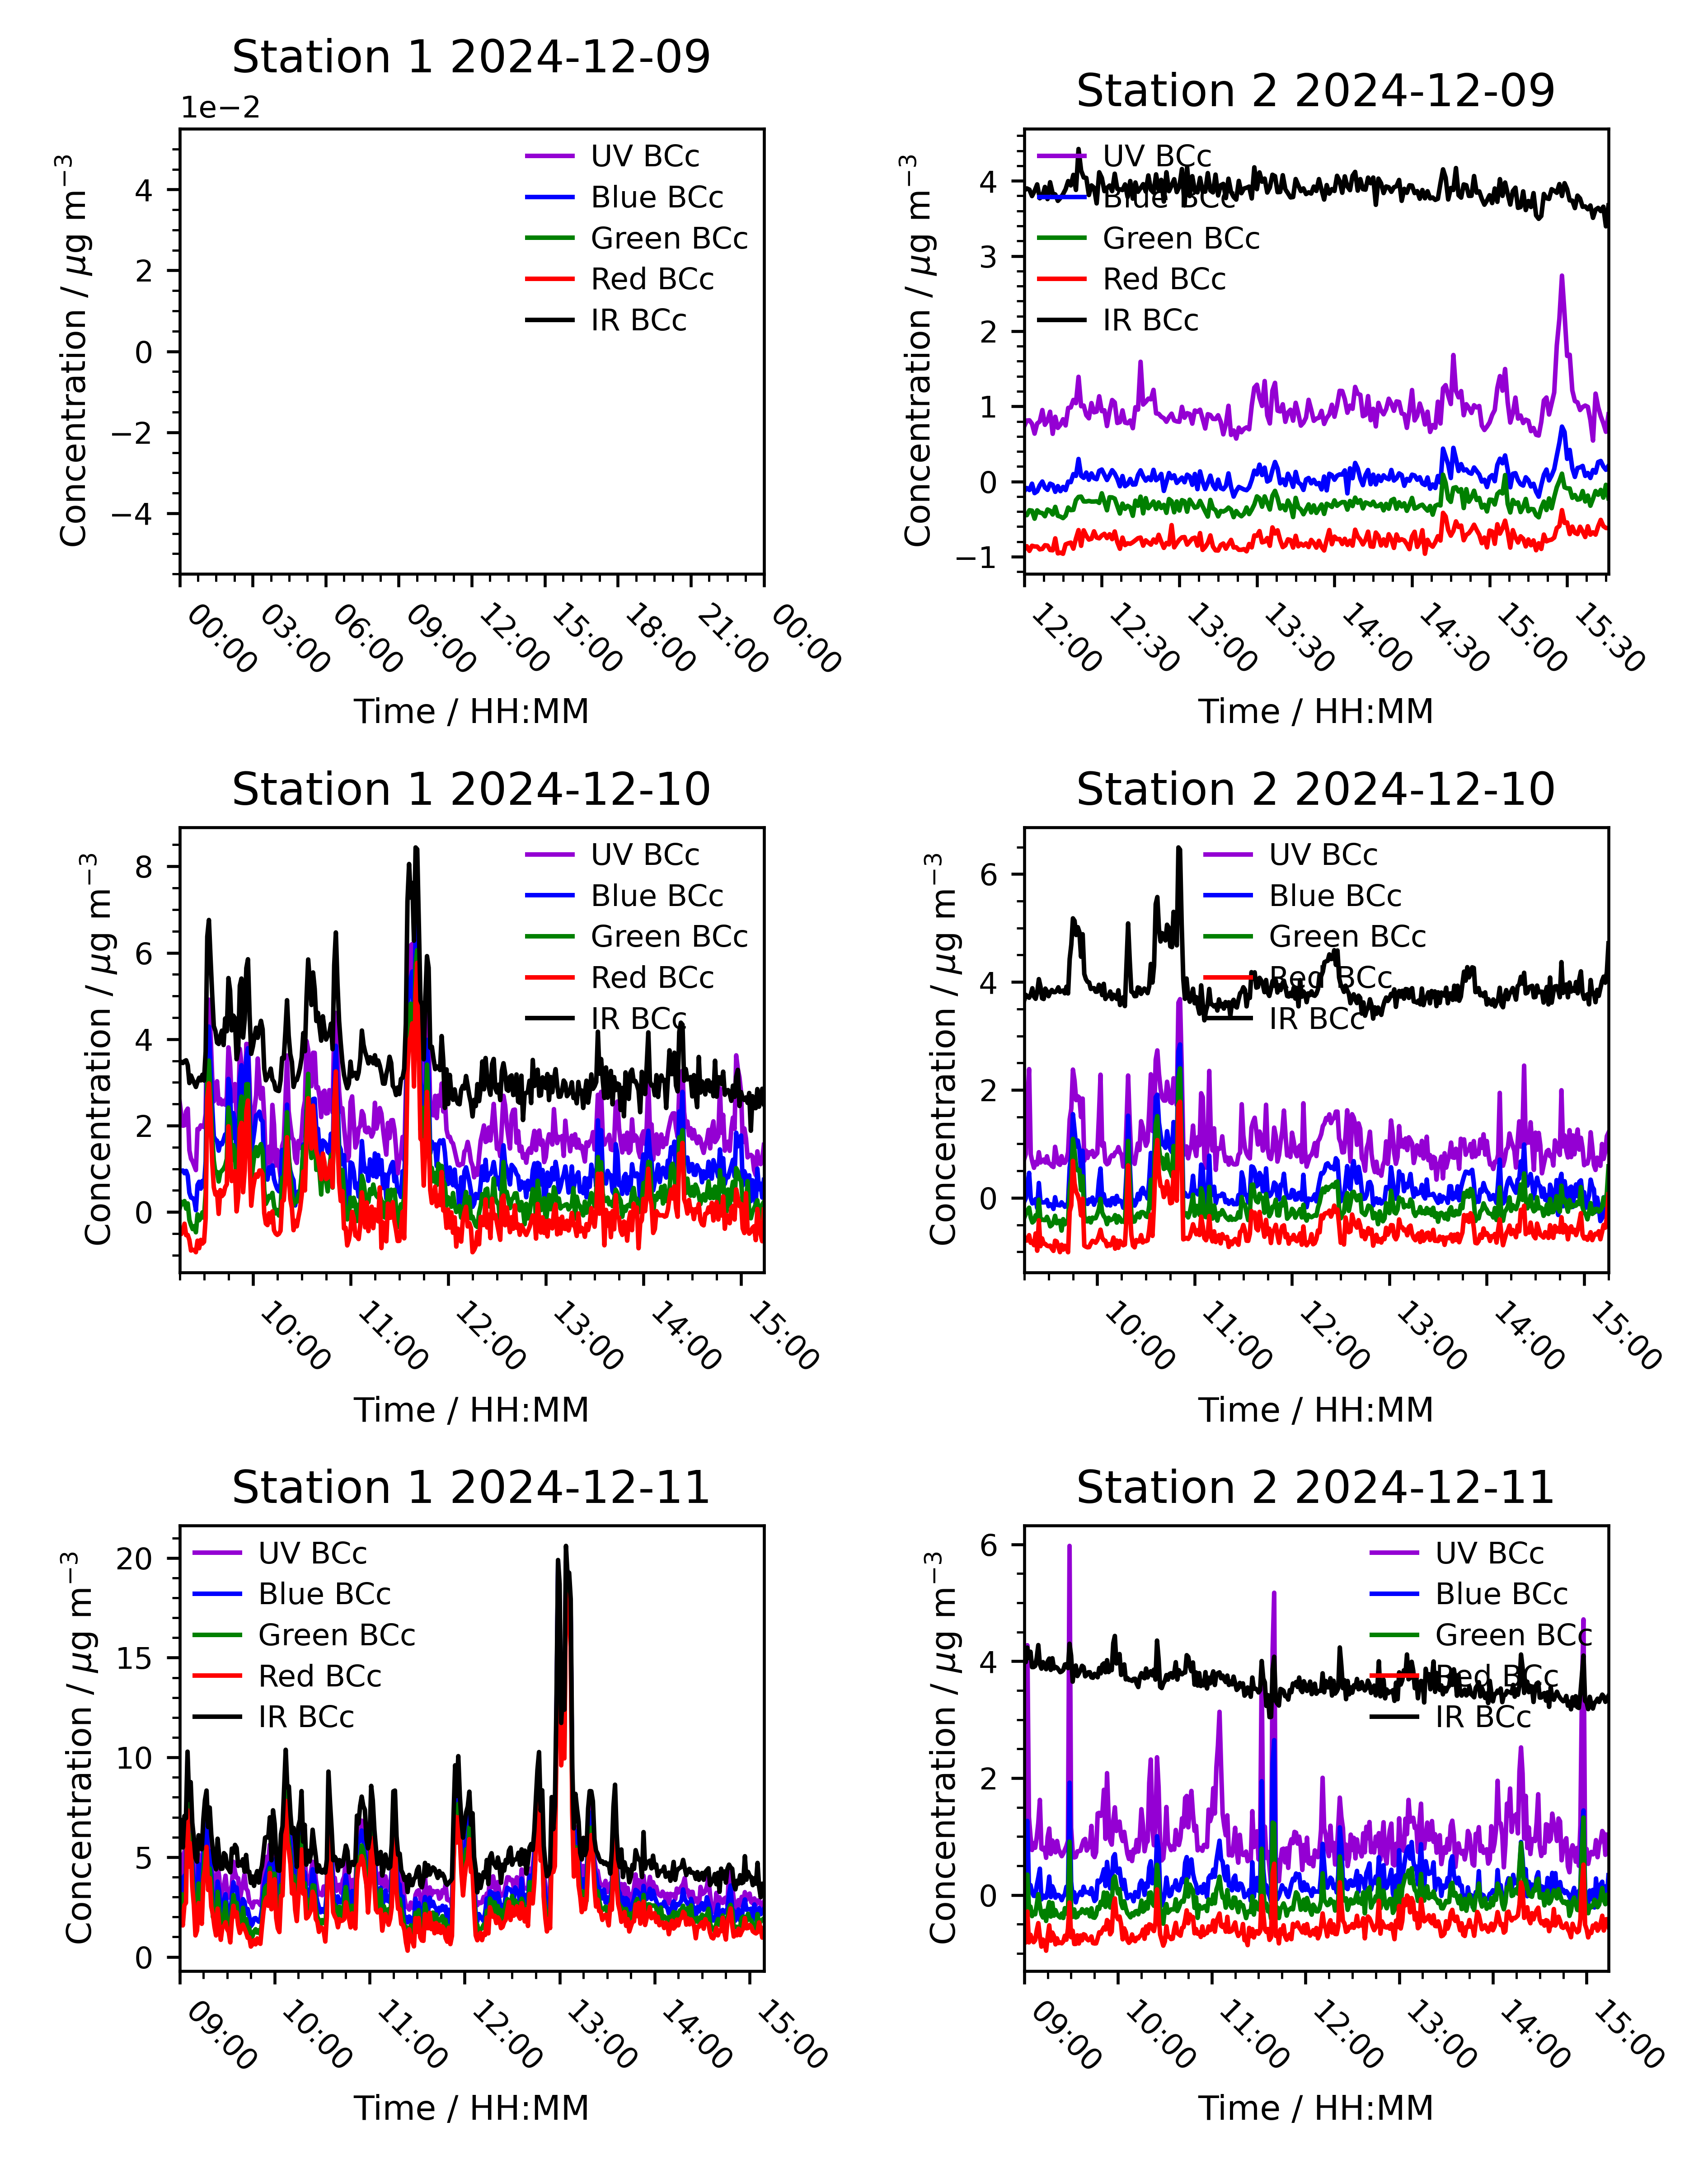 Station 1 2024-12-09
1e−2
Concentration / μg m⁻³
4
2
0
−2
−4
UV BCc
Blue BCc
Green BCc
Red BCc
IR BCc
00:00 03:00 06:00 09:00 12:00 15:00 18:00 21:00 00:00
Time / HH:MM
Station 2 2024-12-09
Concentration / μg m⁻³
4
3
2
1
0
−1
UV BCc
Blue BCc
Green BCc
Red BCc
IR BCc
12:00 12:30 13:00 13:30 14:00 14:30 15:00 15:30
Time / HH:MM
Station 1 2024-12-10
Concentration / μg m⁻³
8
6
4
2
0
UV BCc
Blue BCc
Green BCc
Red BCc
IR BCc
10:00 11:00 12:00 13:00 14:00 15:00
Time / HH:MM
Station 2 2024-12-10
Concentration / μg m⁻³
6
4
2
0
UV BCc
Blue BCc
Green BCc
Red BCc
IR BCc
10:00 11:00 12:00 13:00 14:00 15:00
Time / HH:MM
Station 1 2024-12-11
Concentration / μg m⁻³
20
15
10
5
0
UV BCc
Blue BCc
Green BCc
Red BCc
IR BCc
09:00 10:00 11:00 12:00 13:00 14:00 15:00
Time / HH:MM
Station 2 2024-12-11
Concentration / μg m⁻³
6
4
2
0
UV BCc
Blue BCc
Green BCc
Red BCc
IR BCc
09:00 10:00 11:00 12:00 13:00 14:00 15:00
Time / HH:MM